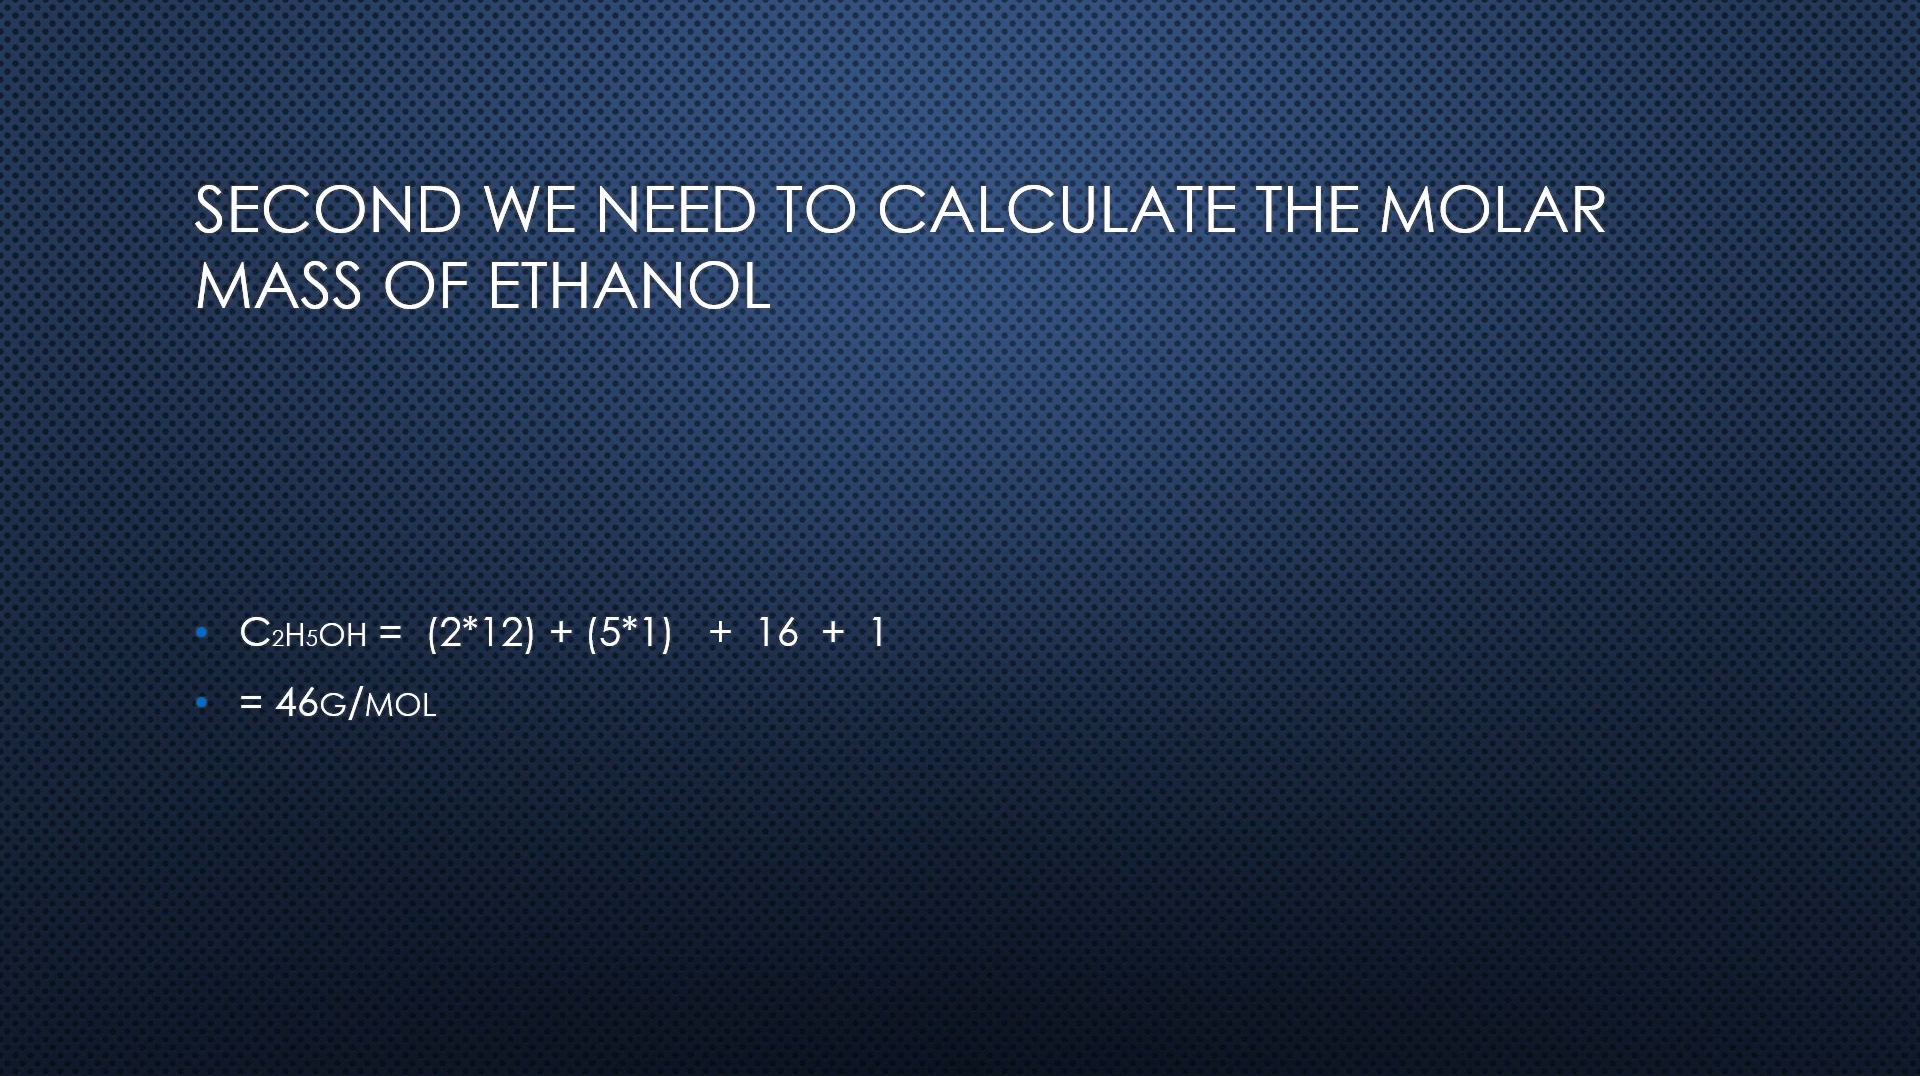 SECOND WE NEED TO CALCULATE THE MOLAR
MASS OF ETHANOL
• C2H5OH = (2*12) + (5*1) + 16 + 1
• = 46G/MOL